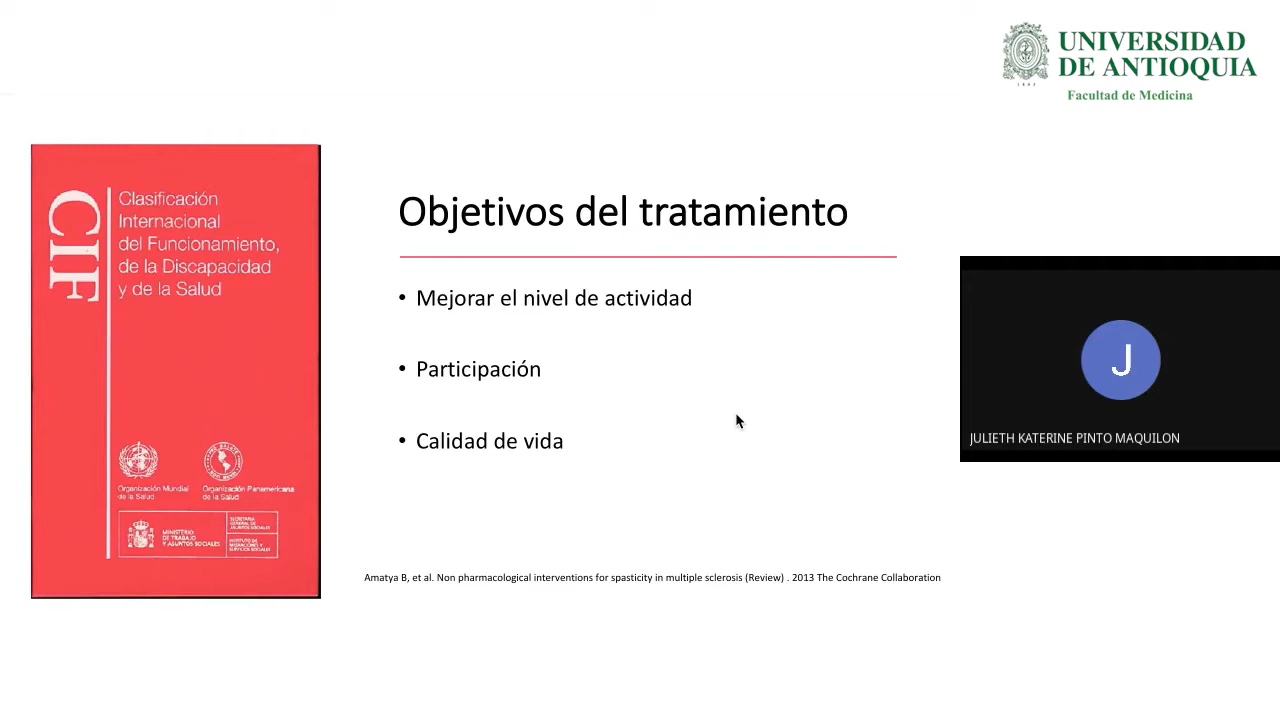 UNIVERSIDAD
DE ANTIOQUIA
1803
Facultad de Medicina
CIF
Clasificación
Internacional
del Funcionamiento,
de la Discapacidad
y de la Salud
Organización Mundial
de la Salud
Organización Panamericana
de la Salud
MINISTERIO
DE TRABAJO
Y ASUNTOS SOCIALES
SECRETARIA
GENERAL DE
ASUNTOS SOCIALES
INSTITUTO DE
MIGRACIONES Y
SERVICIOS SOCIALES
Objetivos del tratamiento
• Mejorar el nivel de actividad
• Participación
• Calidad de vida
Amatya B, et al. Non pharmacological interventions for spasticity in multiple sclerosis (Review) . 2013 The Cochrane Collaboration
J
JULIETH KATERINE PINTO MAQUILON